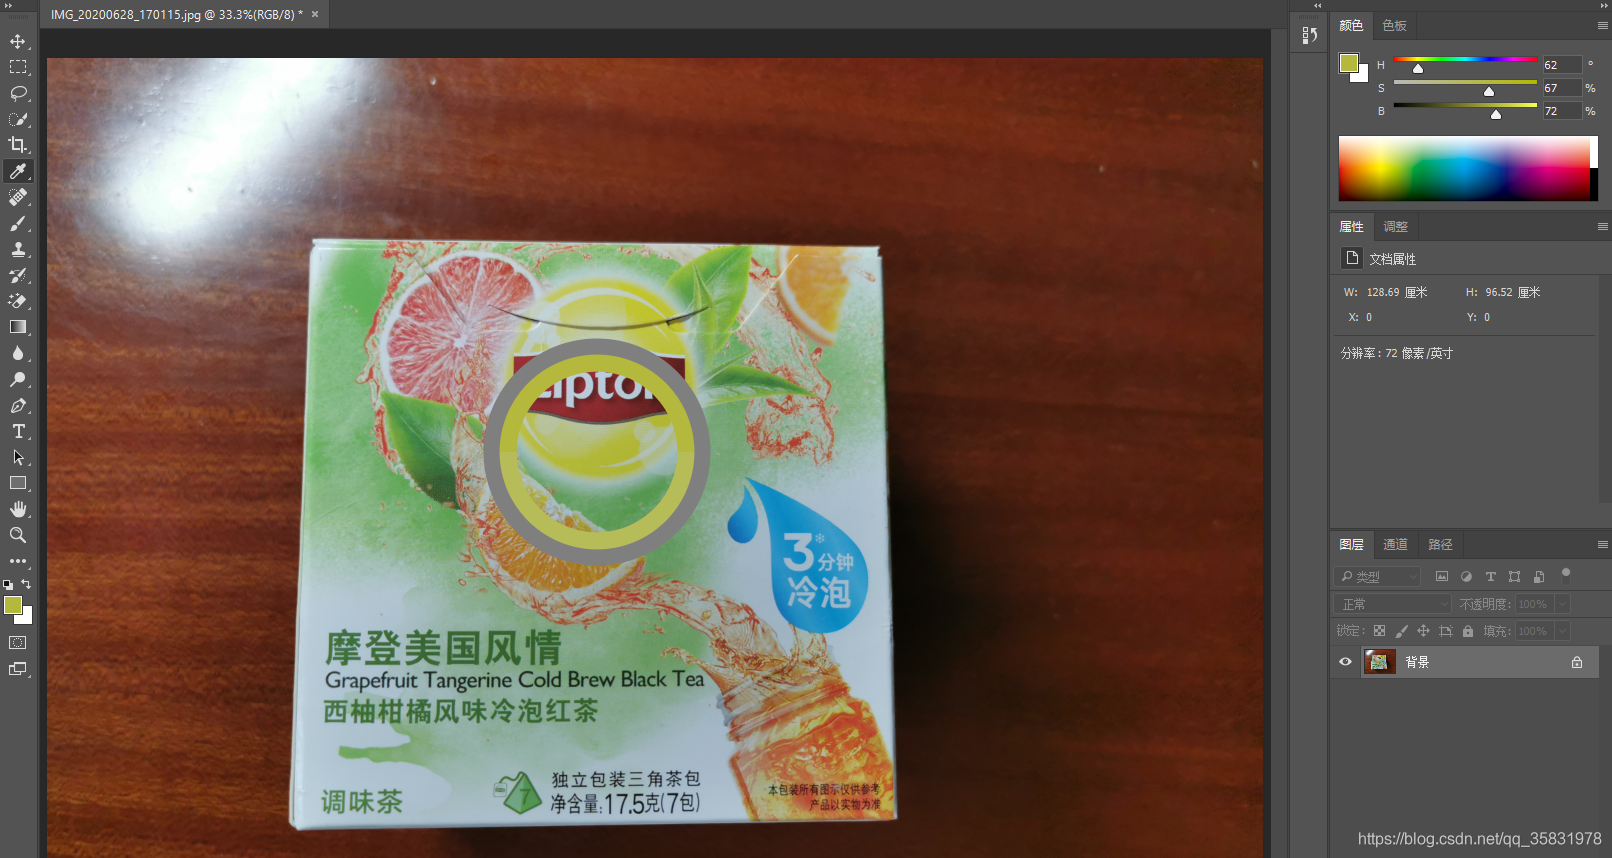 IMG_20200628_170115.jpg @ 33.3%(RGB/8) * ×
颜色 色板
H 62 °
S 67 %
B 72 %
属性 调整
文档属性
W: 128.69 厘米 H: 96.52 厘米
X: 0 Y: 0
分辨率: 72 像素/英寸
图层 通道 路径
类型
正常 不透明度: 100%
锁定: 填充: 100%
背景
Lipton
3分钟
冷泡
摩登美国风情
Grapefruit Tangerine Cold Brew Black Tea
西柚柑橘风味冷泡红茶
调味茶
7
独立包装三角茶包
净含量:17.5克(7包)
本包装所有图示仅供参考
产品以实物为准
https://blog.csdn.net/qq_35831978